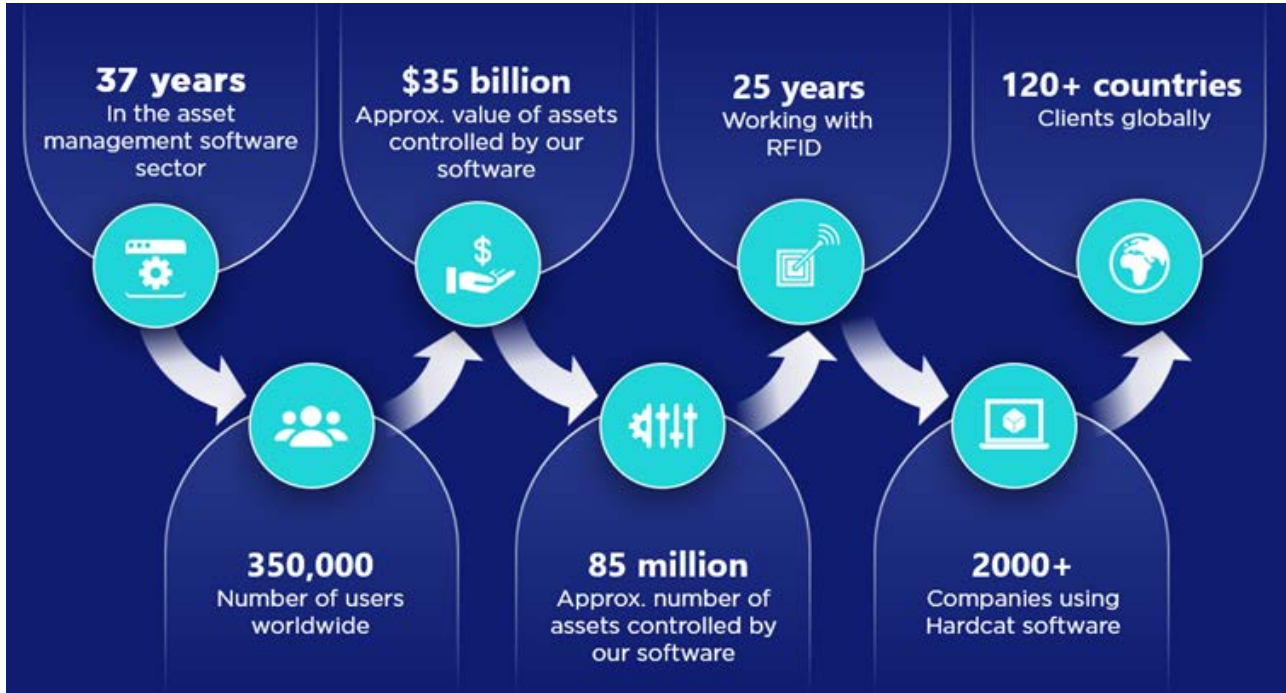 37 years
In the asset
management software
sector
350,000
Number of users
worldwide
$35 billion
Approx. value of assets
controlled by our
software
85 million
Approx. number of
assets controlled by
our software
25 years
Working with
RFID
2000+
Companies using
Hardcat software
120+ countries
Clients globally